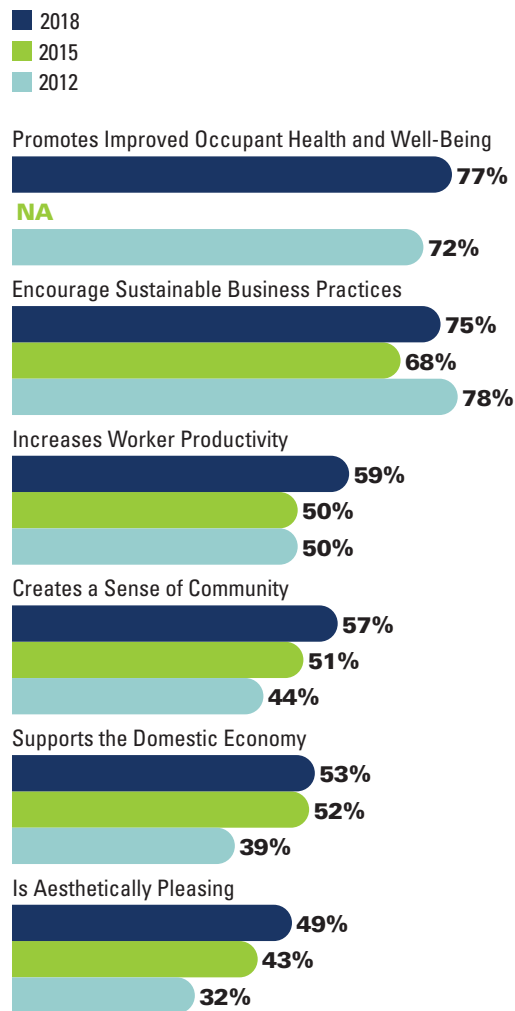 2018
2015
2012
Promotes Improved Occupant Health and Well-Being
77%
NA
72%
Encourage Sustainable Business Practices
75%
68%
78%
Increases Worker Productivity
59%
50%
50%
Creates a Sense of Community
57%
51%
44%
Supports the Domestic Economy
53%
52%
39%
Is Aesthetically Pleasing
49%
43%
32%